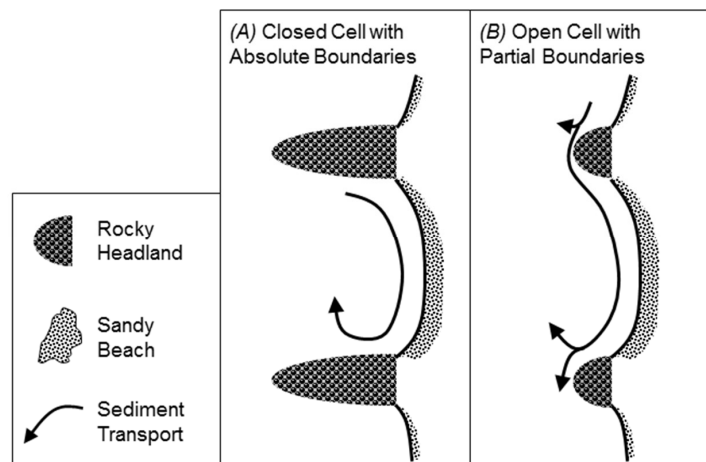 (A) Closed Cell with
Absolute Boundaries
(B) Open Cell with
Partial Boundaries
Rocky
Headland
Sandy
Beach
Sediment
Transport